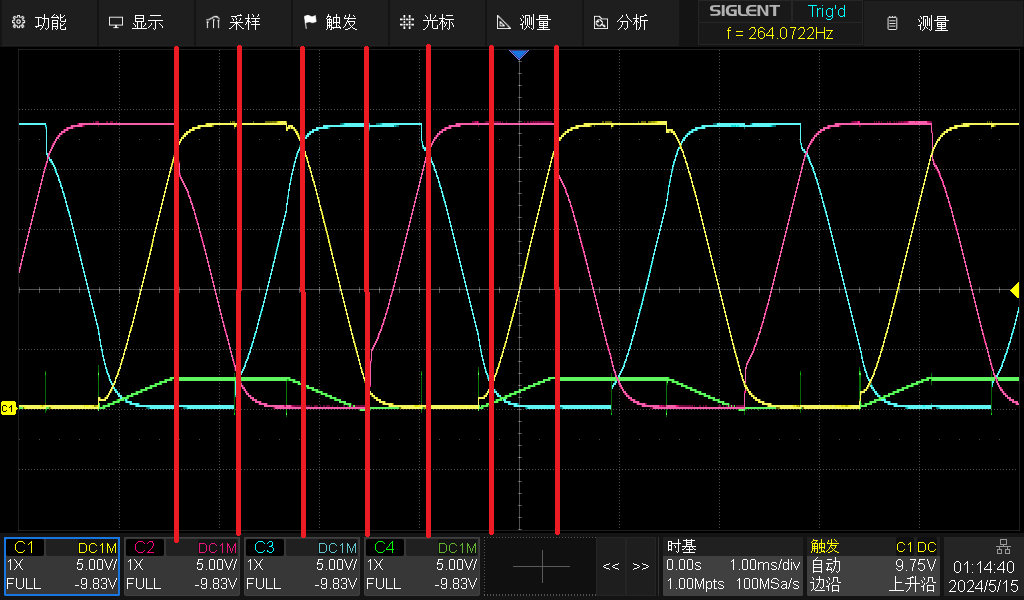 功能 显示 采样 触发 光标 测量 分析 SIGLENT Trig'd 测量
f = 264.0722Hz
C1
C1 DC1M C2 DC1M C3 DC1M C4 DC1M 时基 触发 C1 DC
1X 5.00V/ 1X 5.00V/ 1X 5.00V/ 1X 5.00V/ << >> 0.00s 1.00ms/div 自动 9.75V 01:14:40
FULL -9.83V FULL -9.83V FULL -9.83V FULL -9.83V 1.00Mpts 100MSa/s 边沿 上升沿 2024/5/15